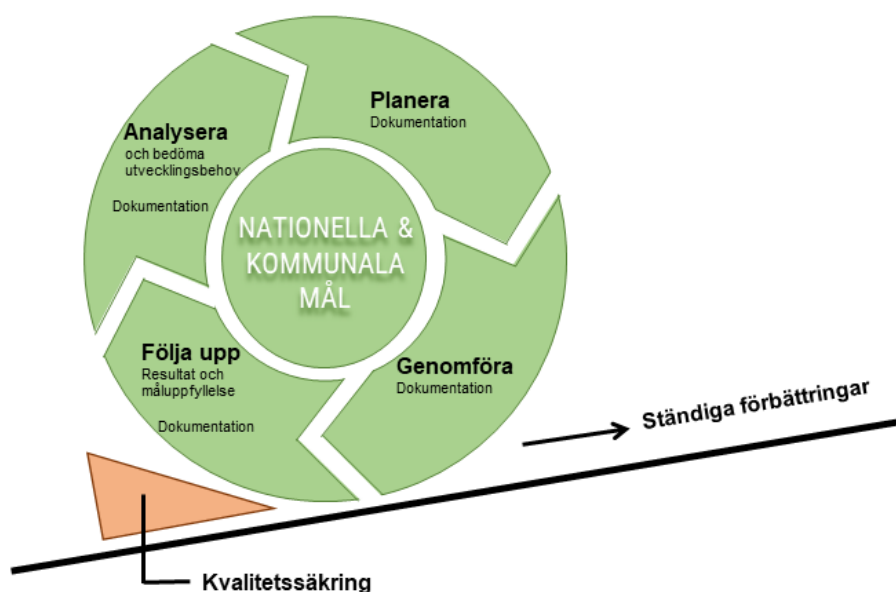 Planera
Dokumentation
Analysera
och bedöma
utvecklingsbehov
Dokumentation
NATIONELLA &
KOMMUNALA
MÅL
Följa upp
Resultat och
måluppfyllelse
Dokumentation
Genomföra
Dokumentation
Ständiga förbättringar
Kvalitetssäkring